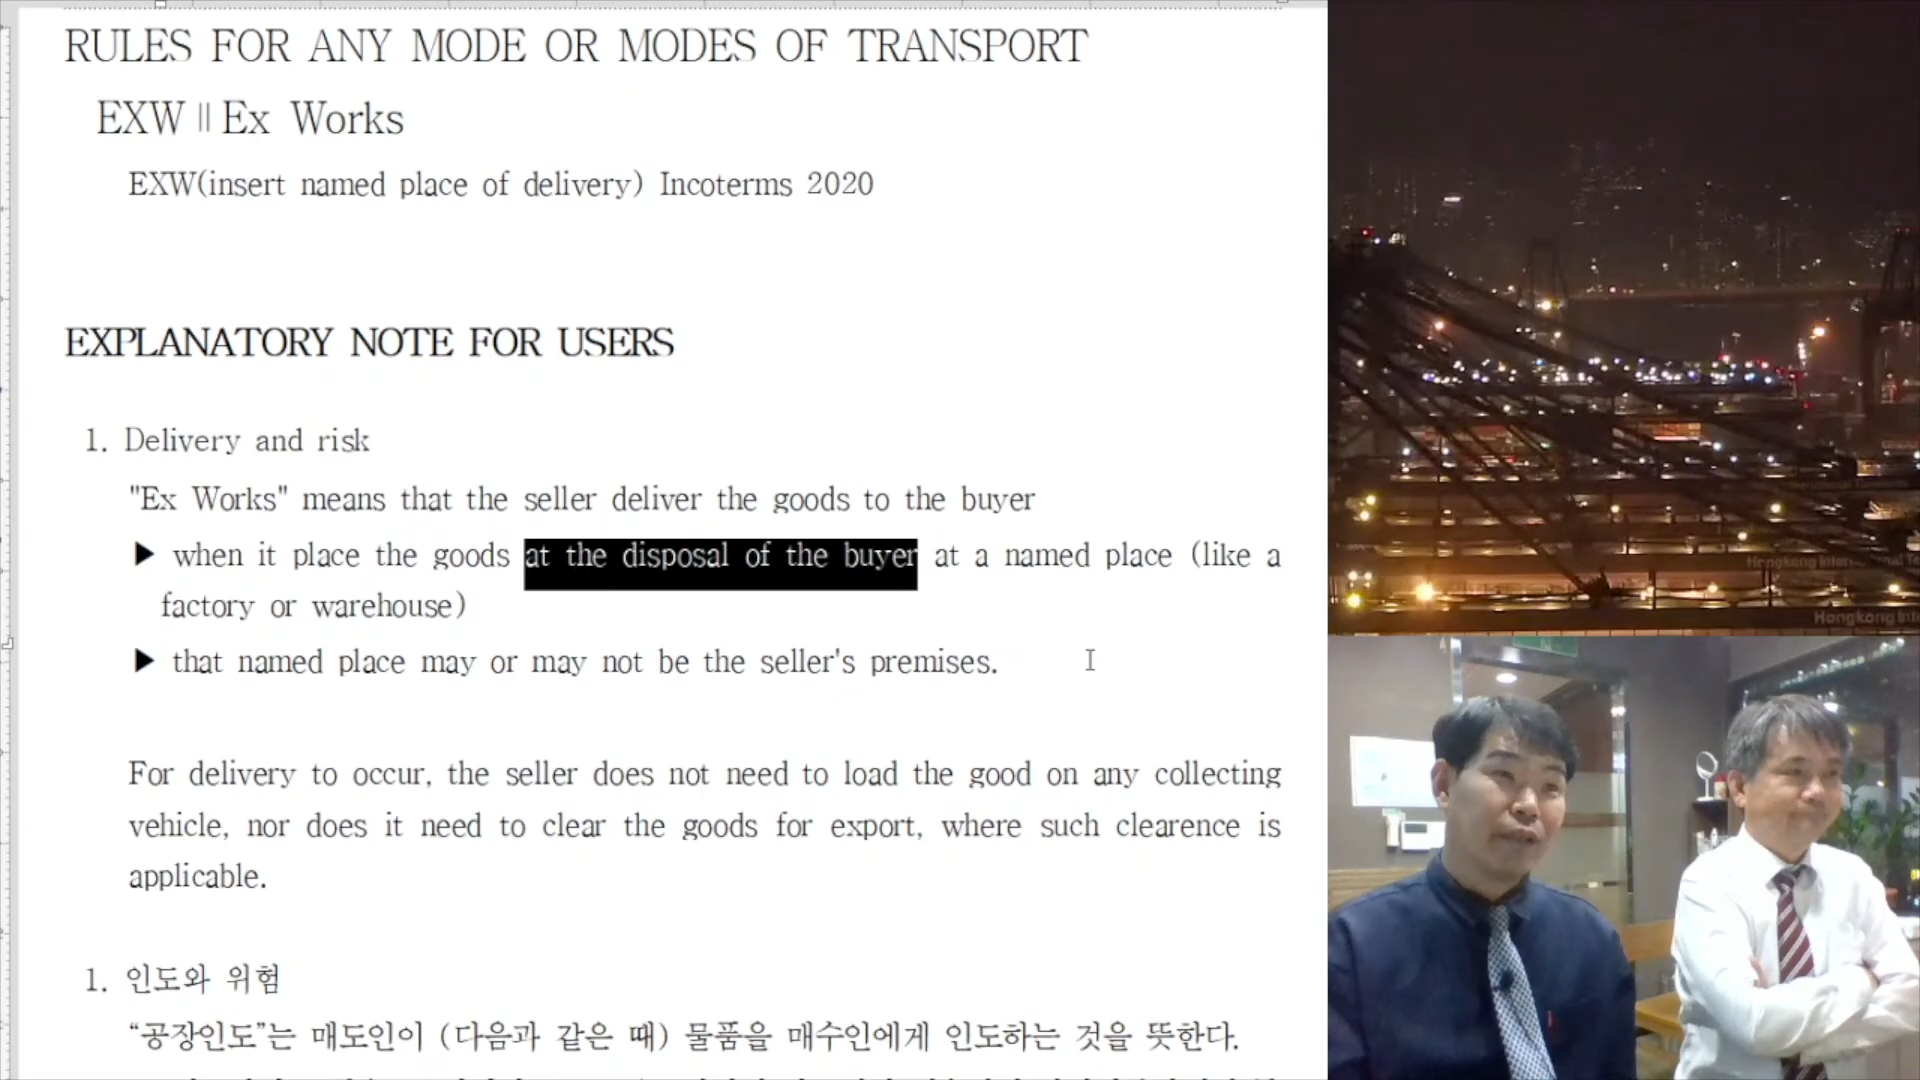 RULES FOR ANY MODE OR MODES OF TRANSPORT
EXW || Ex Works
EXW(insert named place of delivery) Incoterms 2020
EXPLANATORY NOTE FOR USERS
1. Delivery and risk
"Ex Works" means that the seller deliver the goods to the buyer
▶ when it place the goods at the disposal of the buyer at a named place (like a
factory or warehouse)
▶ that named place may or may not be the seller's premises.
For delivery to occur, the seller does not need to load the good on any collecting
vehicle, nor does it need to clear the goods for export, where such clearence is
applicable.
1. 인도와 위험
“공장인도”는 매도인이 (다음과 같은 때) 물품을 매수인에게 인도하는 것을 뜻한다.
Hongkong
Hongkong